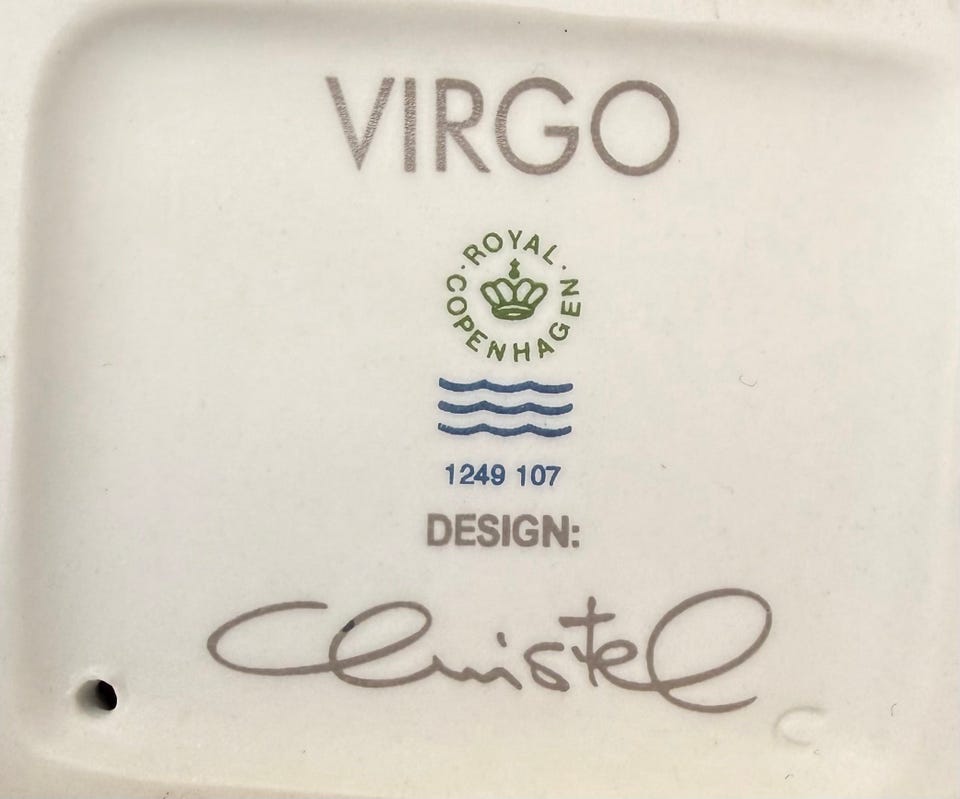 VIRGO
·ROYAL·
COPENHAGEN
1249 107
DESIGN:
Christel